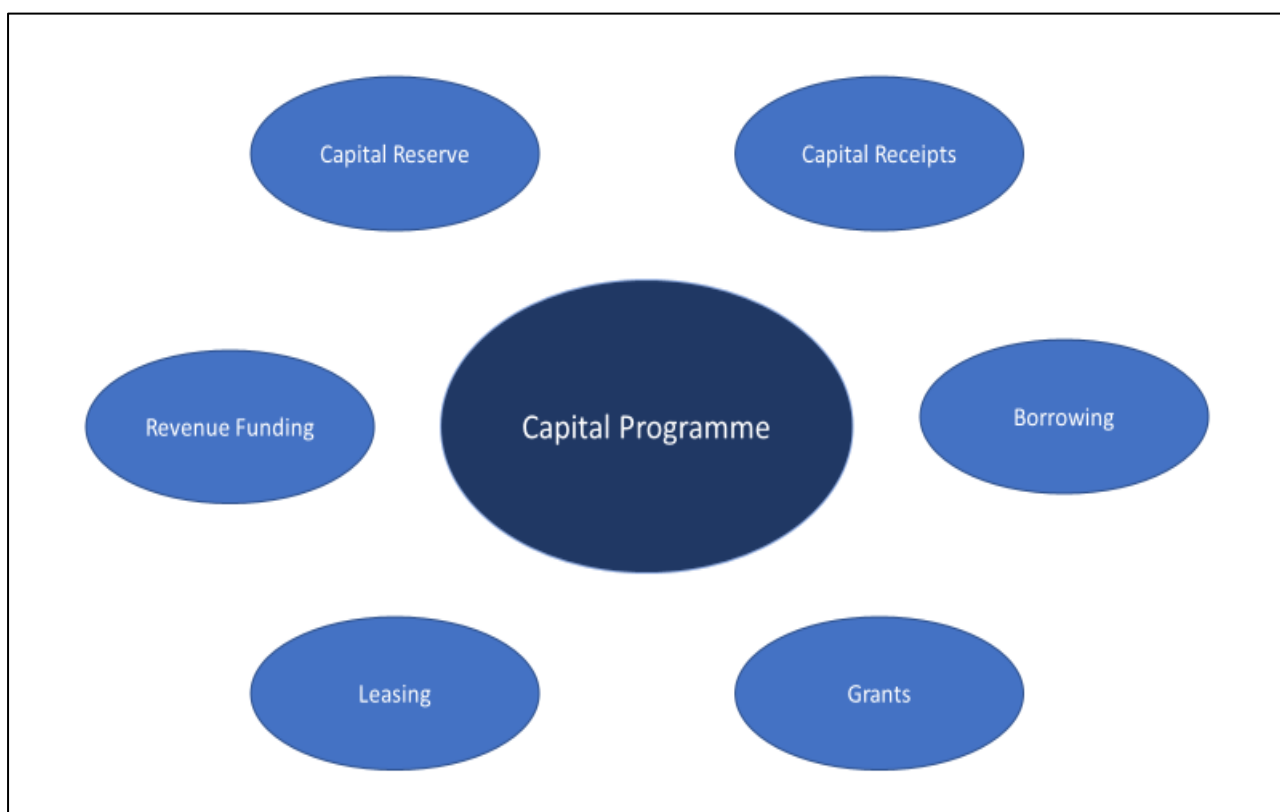 Capital Reserve
Capital Receipts
Revenue Funding
Capital Programme
Borrowing
Leasing
Grants